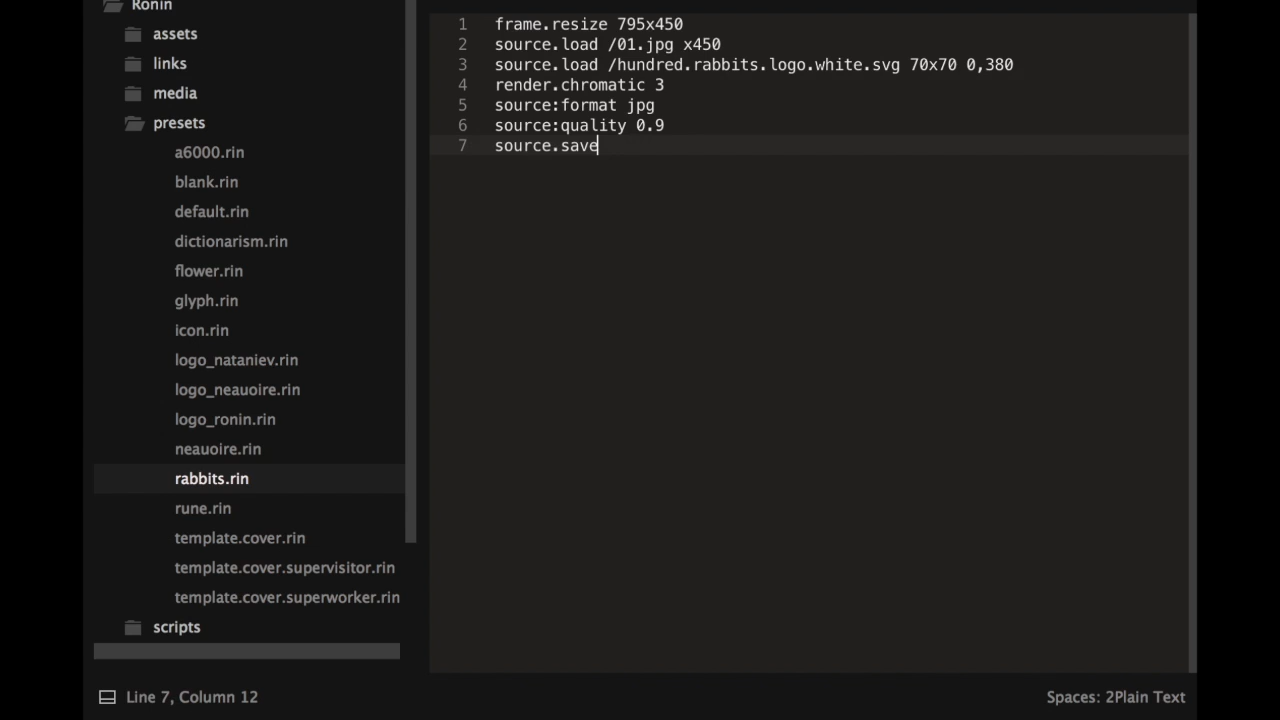 Ronin
assets
links
media
presets
a6000.rin
blank.rin
default.rin
dictionarism.rin
flower.rin
glyph.rin
icon.rin
logo_nataniev.rin
logo_neauoire.rin
logo_ronin.rin
neauoire.rin
rabbits.rin
rune.rin
template.cover.rin
template.cover.supervisitor.rin
template.cover.superworker.rin
scripts
1 frame.resize 795x450
2 source.load /01.jpg x450
3 source.load /hundred.rabbits.logo.white.svg 70x70 0,380
4 render.chromatic 3
5 source:format jpg
6 source:quality 0.9
7 source.save
Line 7, Column 12
Spaces: 2Plain Text